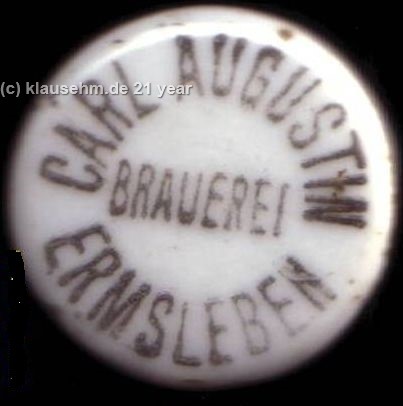 (c) klausehm.de 21 year
CARL AUGUSTIN
BRAUEREI
ERMSLEBEN